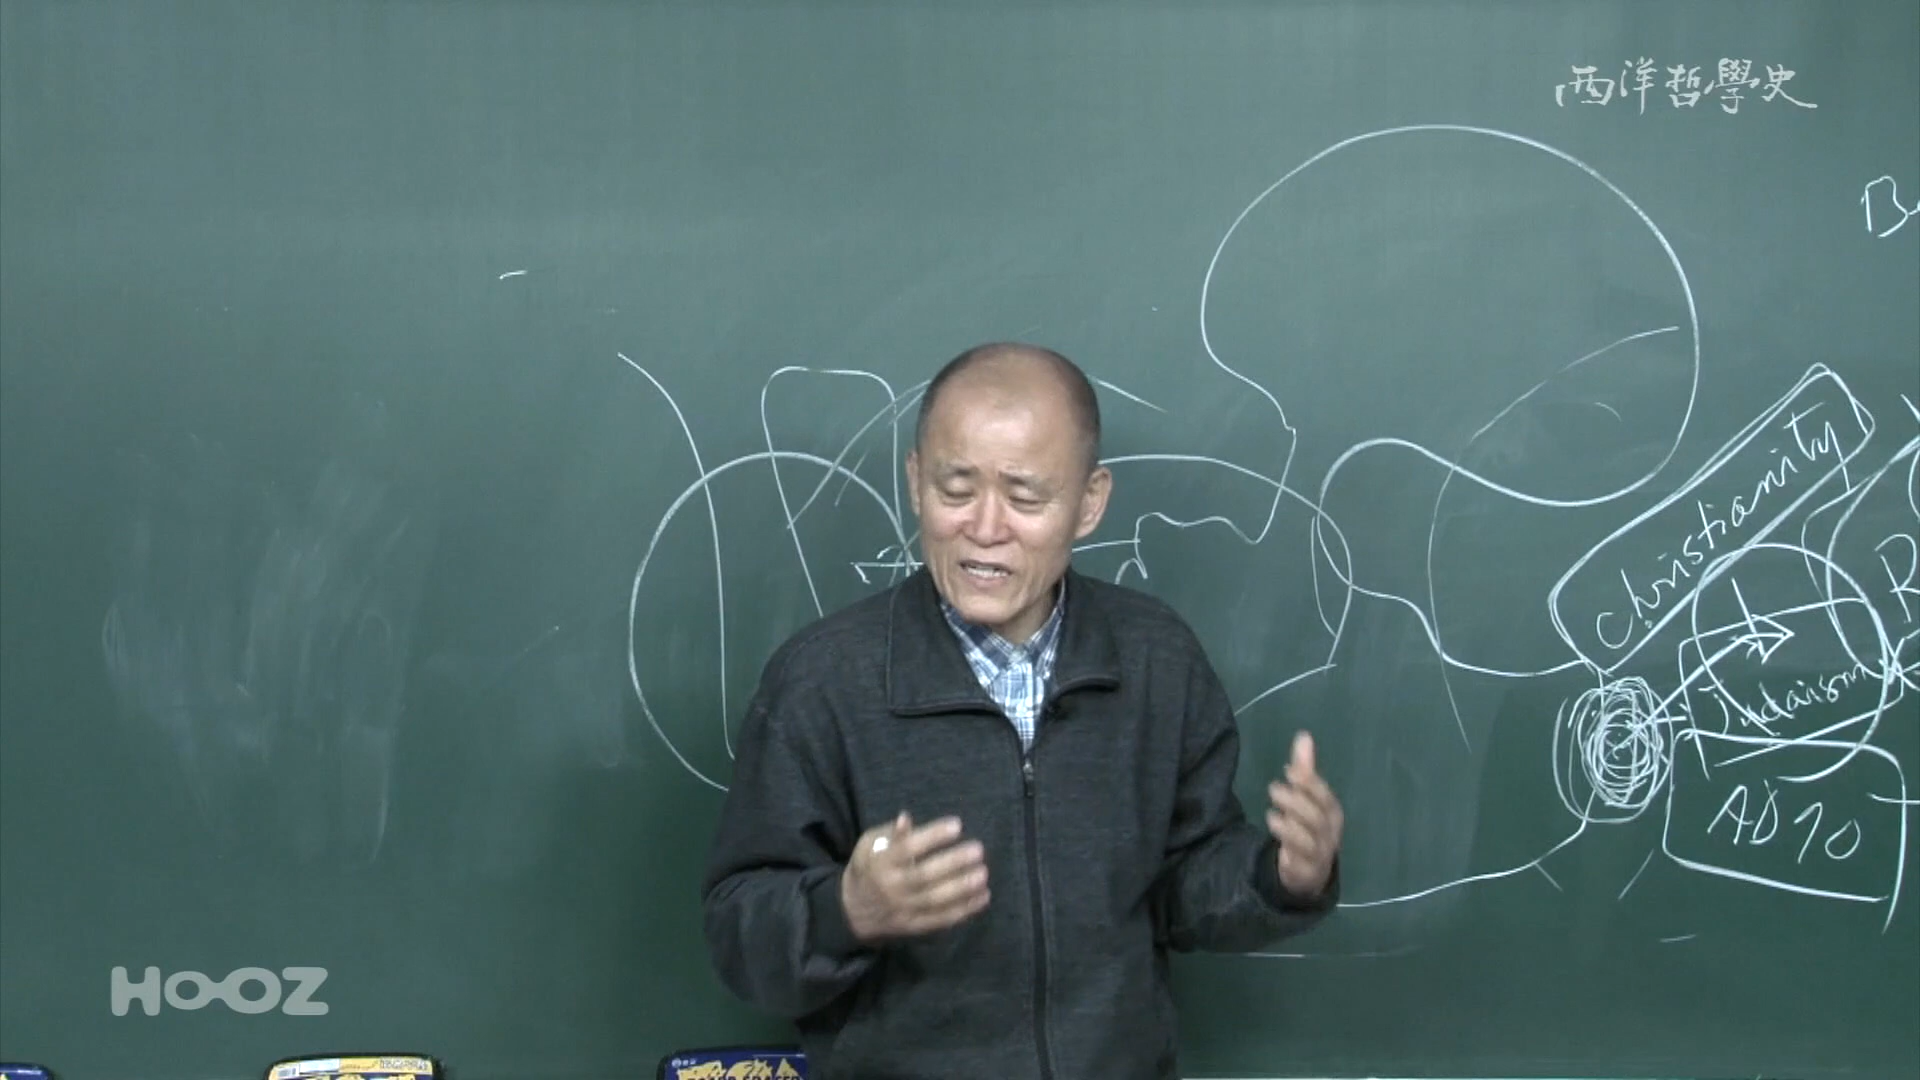 西洋哲學史
Christianity
Judaism
AD 70
HOOZ